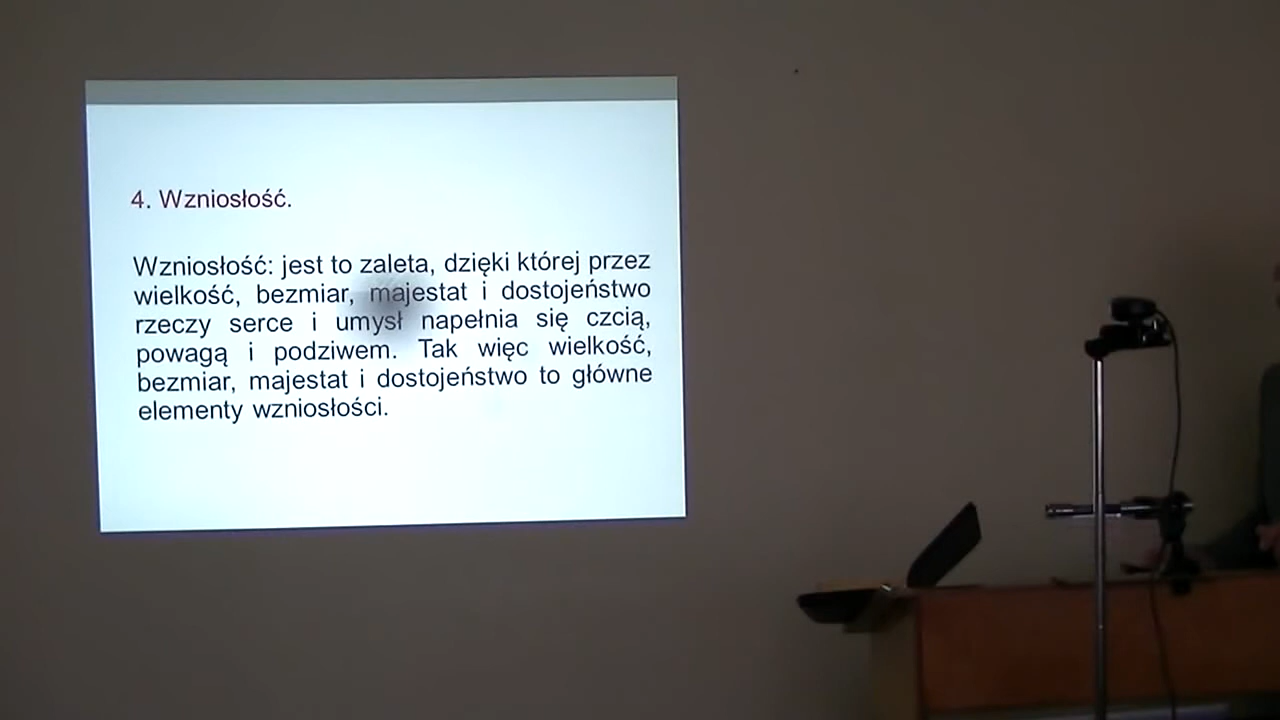 4. Wzniosłość.
Wzniosłość: jest to zaleta, dzięki której przez
wielkość, bezmiar, majestat i dostojeństwo
rzeczy serce i umysł napełnia się czcią,
powagą i podziwem. Tak więc wielkość,
bezmiar, majestat i dostojeństwo to główne
elementy wzniosłości.